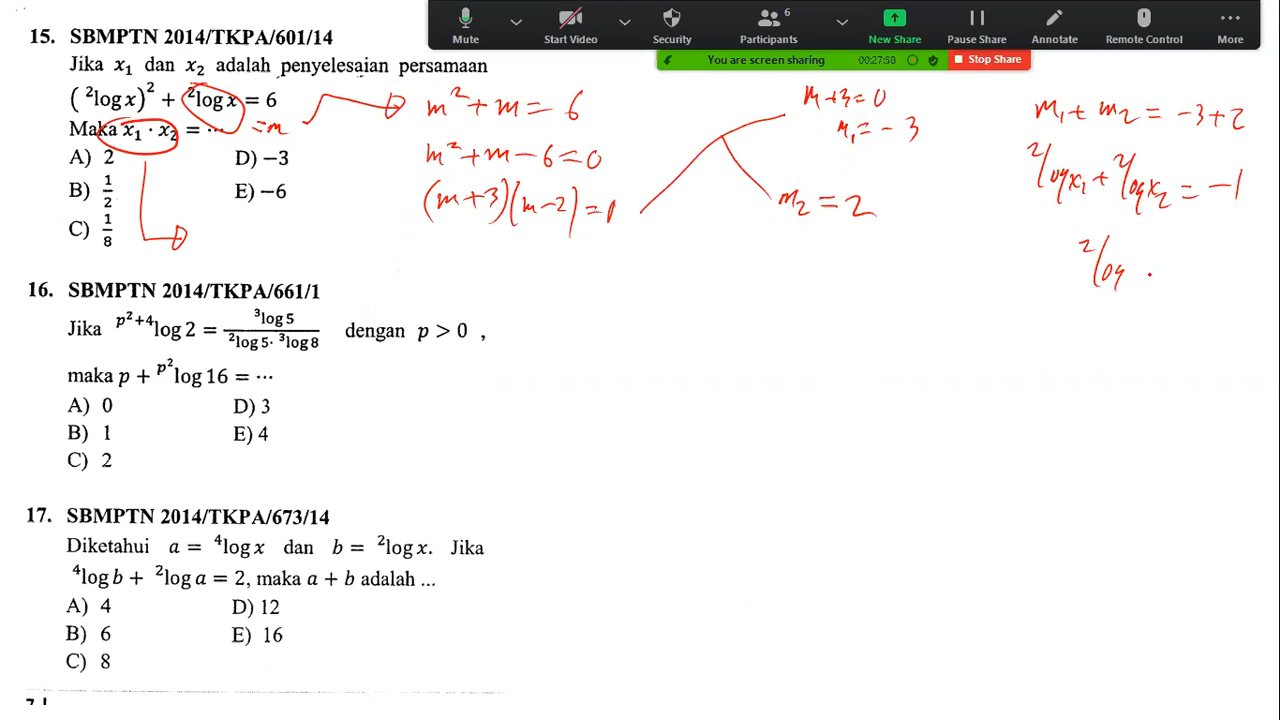 Mute
Start Video
Security
6
Participants
New Share
Pause Share
Annotate
Remote Control
More
You are screen sharing
00:27:58
Stop Share
15. SBMPTN 2014/TKPA/601/14
Jika x₁ dan x₂ adalah penyelesaian persamaan
(²log x)² + ²log x = 6
= m
Maka x₁ · x₂ = ⋯
A) 2 D) −3
B) 1/2 E) −6
C) 1/8
m² + m = 6
m² + m − 6 = 0
(m + 3)(m − 2) = 0
m + 3 = 0
m₁ = − 3
m₂ = 2
m₁ + m₂ = −3 + 2
²log x₁ + ²log x₂ = −1
²log
16. SBMPTN 2014/TKPA/661/1
Jika ᵖ²⁺⁴log 2 = ³log 5 / ²log 5 · ³log 8 dengan p > 0 ,
maka p + ᵖ²log 16 = ⋯
A) 0 D) 3
B) 1 E) 4
C) 2
17. SBMPTN 2014/TKPA/673/14
Diketahui a = ⁴log x dan b = ²log x. Jika
⁴log b + ²log a = 2, maka a + b adalah ...
A) 4 D) 12
B) 6 E) 16
C) 8